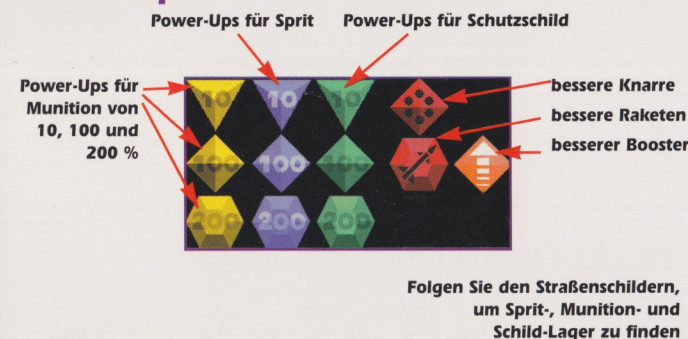 Power-Ups für Sprit
Power-Ups für Schutzschild
Power-Ups für
Munition von
10, 100 und
200 %
10
10
10
100
100
100
200
200
200
bessere Knarre
bessere Raketen
besserer Booster
Folgen Sie den Straßenschildern,
um Sprit-, Munition- und
Schild-Lager zu finden